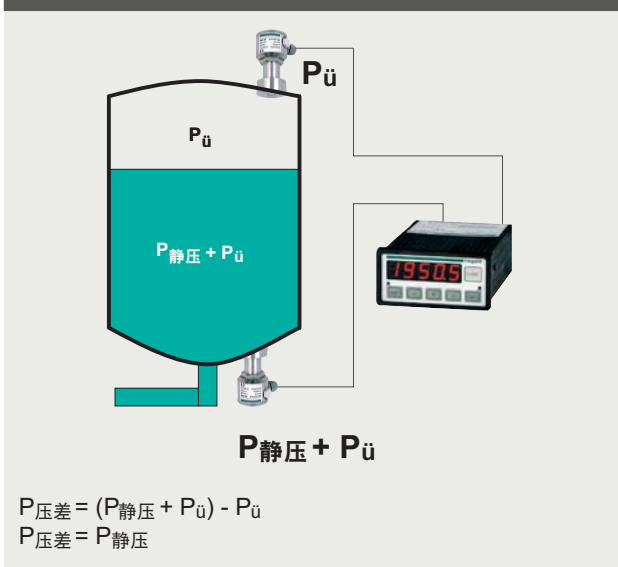 Pü
Pü
P静压 + Pü
1950.5
P静压 + Pü
P压差 = (P静压 + Pü) - Pü
P压差 = P静压